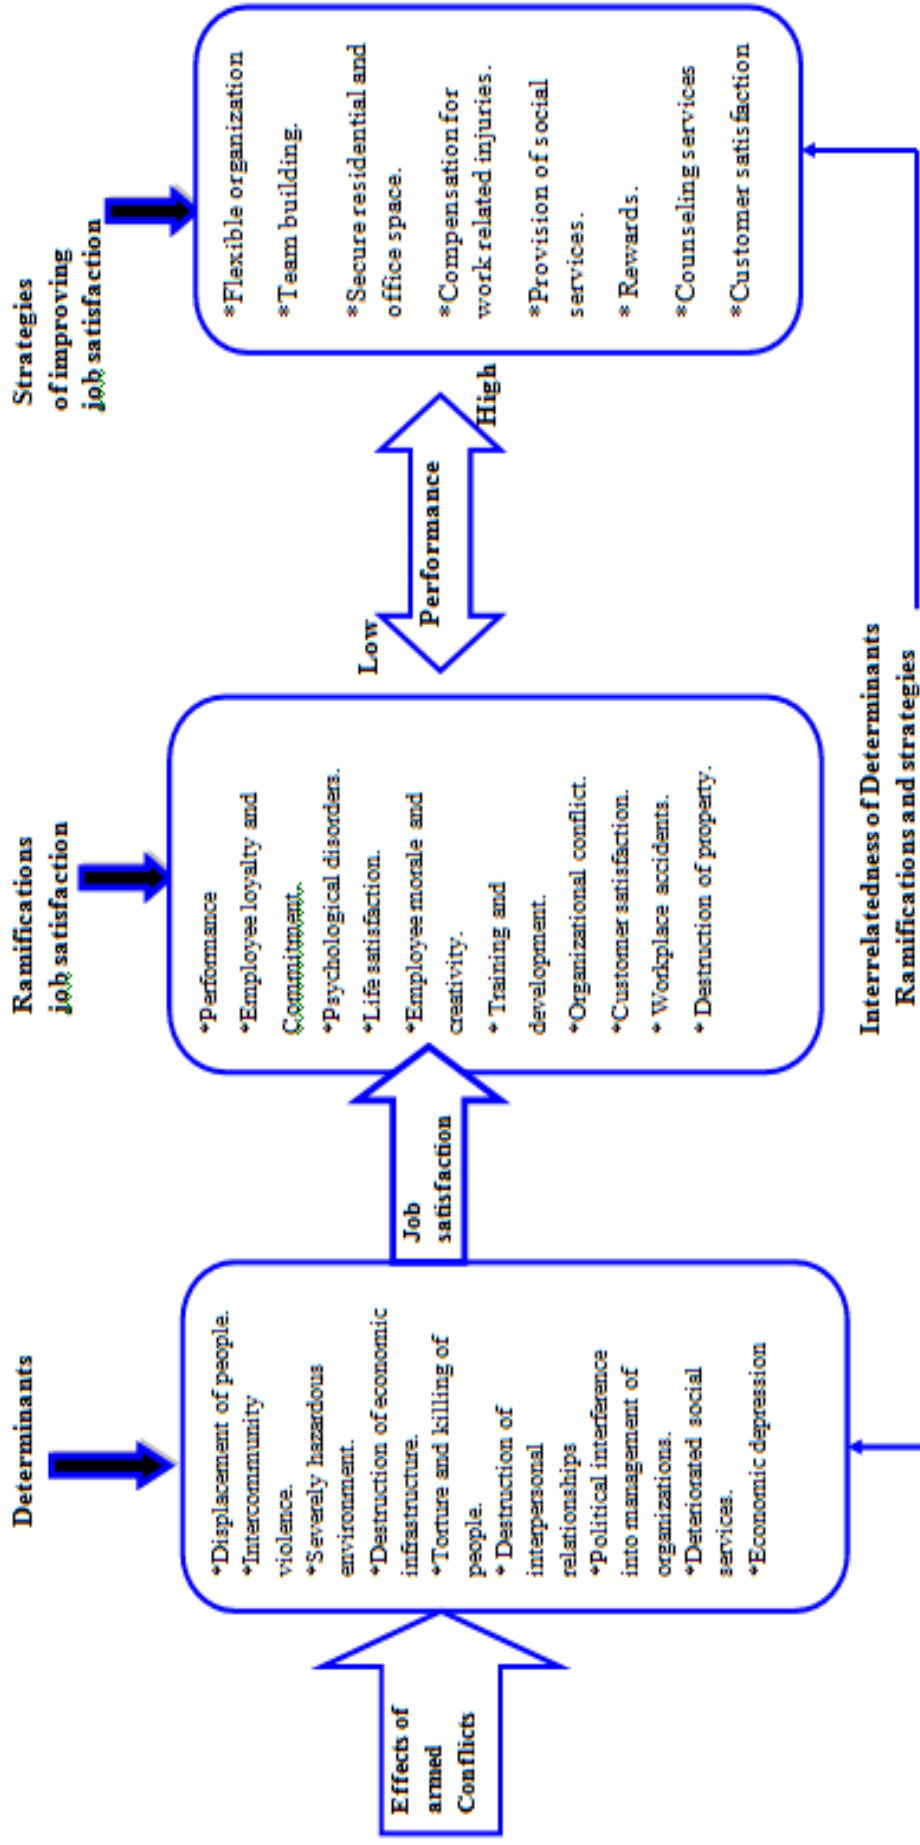 Effects of
armed
Conflicts
Determinants
*Displacement of people.
*Intercommunity
violence.
*Severely hazardous
environment.
*Destruction of economic
infrastructure.
*Torture and killing of
people.
* Destruction of
interpersonal
relationships
*Political interference
into management of
organizations.
*Deteriorated social
services.
*Economic depression
Job
satisfaction
Ramifications
job satisfaction
*Performance
*Employee loyalty and
Commitment.
*Psychological disorders.
*Life satisfaction.
*Employee morale and
creativity.
* Training and
development.
*Organizational conflict.
*Customer satisfaction.
* Workplace accidents.
* Destruction of property.
Low
Performance
High
Strategies
of improving
job satisfaction
*Flexible organization
*Team building.
*Secure residential and
office space.
*Compensation for
work related injuries.
*Provision of social
services.
* Rewards.
*Counseling services
*Customer satisfaction
Interrelatedness of Determinants
Ramifications and strategies